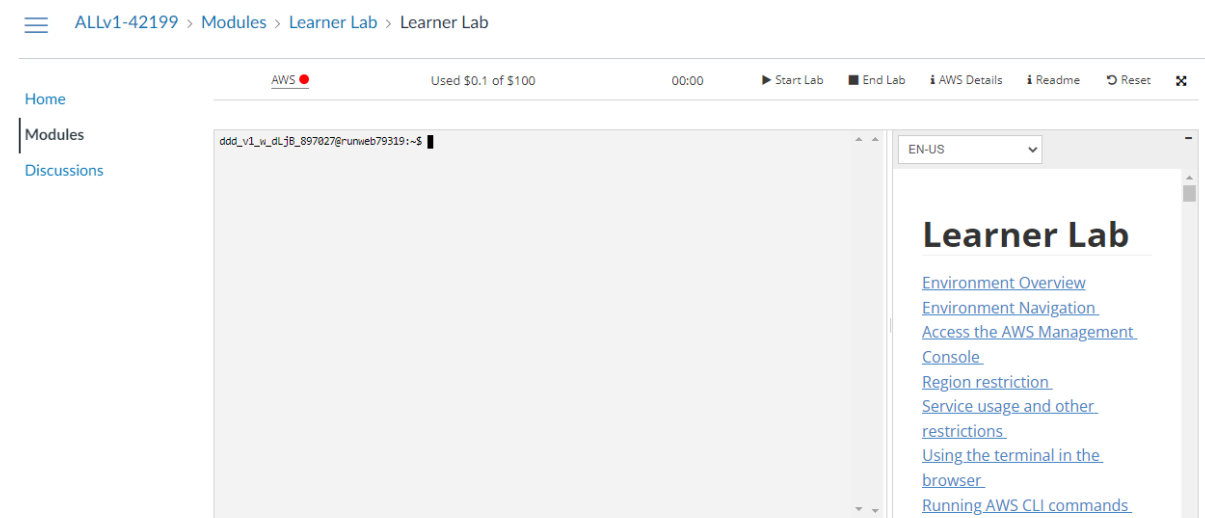 ALLv1-42199 > Modules > Learner Lab > Learner Lab
AWS Used $0.1 of $100 00:00 Start Lab End Lab AWS Details Readme Reset
Home
Modules
Discussions
ddd_v1_w_dLjB_897027@runweb79319:~$
EN-US
Learner Lab
Environment Overview
Environment Navigation
Access the AWS Management
Console
Region restriction
Service usage and other
restrictions
Using the terminal in the
browser
Running AWS CLI commands